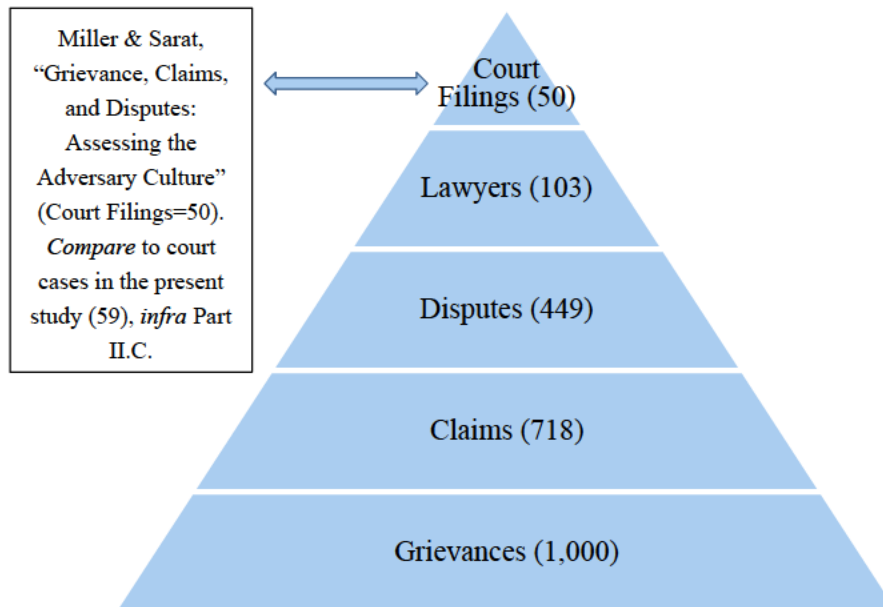 Miller & Sarat,
“Grievance, Claims,
and Disputes:
Assessing the
Adversary Culture”
(Court Filings=50).
Compare to court
cases in the present
study (59), infra Part
II.C.
Court
Filings (50)
Lawyers (103)
Disputes (449)
Claims (718)
Grievances (1,000)